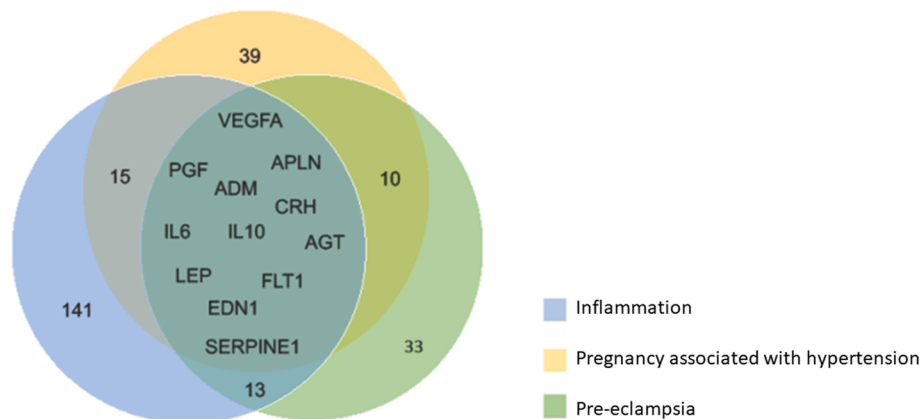 39
VEGFA
PGF
APLN
15
10
ADM
CRH
IL6
IL10
AGT
LEP
FLT1
141
EDN1
SERPINE1
33
13
Inflammation
Pregnancy associated with hypertension
Pre-eclampsia